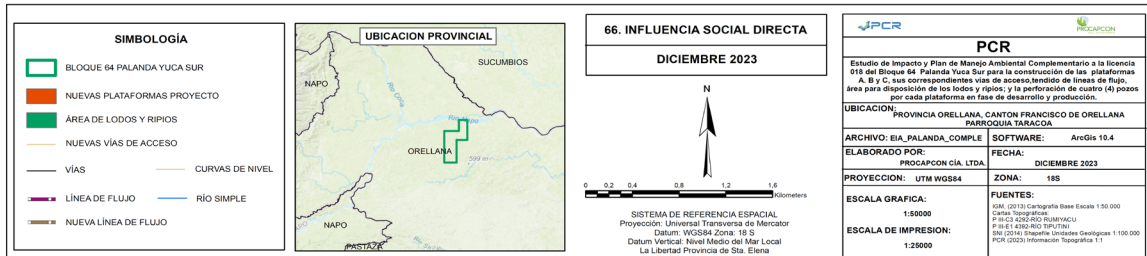 SIMBOLOGÍA
BLOQUE 64 PALANDA YUCA SUR
NUEVAS PLATAFORMAS PROYECTO
ÁREA DE LODOS Y RIPIOS
NUEVAS VÍAS DE ACCESO
VÍAS
CURVAS DE NIVEL
LÍNEA DE FLUJO
RÍO SIMPLE
NUEVA LÍNEA DE FLUJO
UBICACION PROVINCIAL
SUCUMBIOS
NAPO
Rio Coca
Rio Napo
ORELLANA
599 m
NAPO
PASTAZA
66. INFLUENCIA SOCIAL DIRECTA
DICIEMBRE 2023
N
0 0,2 0,4 0,8 1,2 1,6
Kilometers
SISTEMA DE REFERENCIA ESPACIAL
Proyección: Universal Transversa de Mercator
Datum: WGS84 Zona: 18 S
Datum Vertical: Nivel Medio del Mar Local
La Libertad Provincia de Sta. Elena
PCR
PROCAPCON
PCR
Estudio de Impacto y Plan de Manejo Ambiental Complementario a la licencia
018 del Bloque 64 Palanda Yuca Sur para la construcción de las plataformas
A, B y C, sus correspondientes vías de acceso,tendido de líneas de flujo,
área para disposición de los lodos y ripios; y la perforación de cuatro (4) pozos
por cada plataforma en fase de desarrollo y producción.
UBICACION:
PROVINCIA ORELLANA, CANTON FRANCISCO DE ORELLANA
PARROQUIA TARACOA
ARCHIVO: EIA_PALANDA_COMPLE
SOFTWARE: ArcGis 10.4
ELABORADO POR:
PROCAPCON CÍA. LTDA.
FECHA:
DICIEMBRE 2023
PROYECCION: UTM WGS84
ZONA: 18S
ESCALA GRAFICA:
1:50000
ESCALA DE IMPRESION:
1:25000
FUENTES:
IGM, (2013) Cartografía Base Escala 1:50.000
Cartas Topográficas:
P III-C3 4292-RÍO RUMIYACU
P III-E1 4392-RÍO TIPUTINI
SNI (2014) Shapefile Unidades Geológicas 1:100.000
PCR (2023) Información Topográfica 1:1